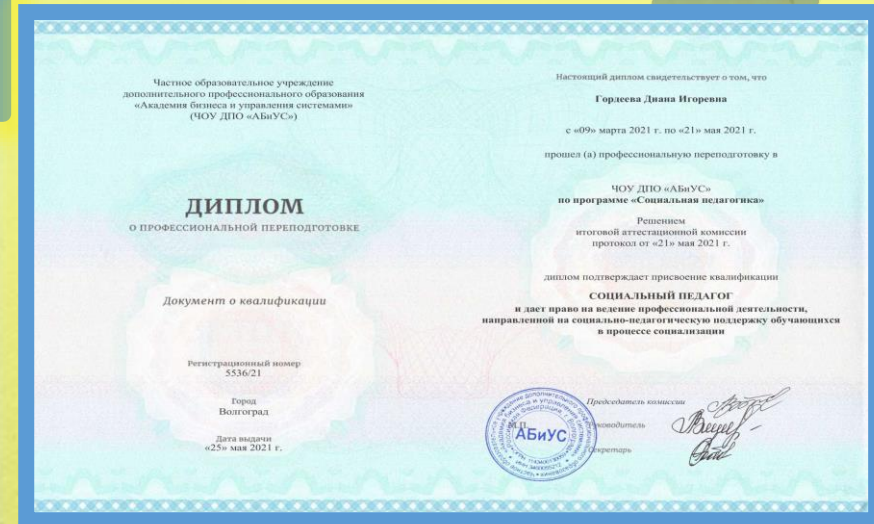 Частное образовательное учреждение
дополнительного профессионального образования
«Академия бизнеса и управления системами»
(ЧОУ ДПО «АБиУС»)
ДИПЛОМ
О ПРОФЕССИОНАЛЬНОЙ ПЕРЕПОДГОТОВКЕ
Документ о квалификации
Регистрационный номер
5536/21
Город
Волгоград
Дата выдачи
«25» мая 2021 г.
Настоящий диплом свидетельствует о том, что
Гордеева Диана Игоревна
с «09» марта 2021 г. по «21» мая 2021 г.
прошел (а) профессиональную переподготовку в
ЧОУ ДПО «АБиУС»
по программе «Социальная педагогика»
Решением
итоговой аттестационной комиссии
протокол от «21» мая 2021 г.
диплом подтверждает присвоение квалификации
СОЦИАЛЬНЫЙ ПЕДАГОГ
и дает право на ведение профессиональной деятельности,
направленной на социально-педагогическую поддержку обучающихся
в процессе социализации
Председатель комиссии
М.П.
Руководитель
Секретарь
АБиУС